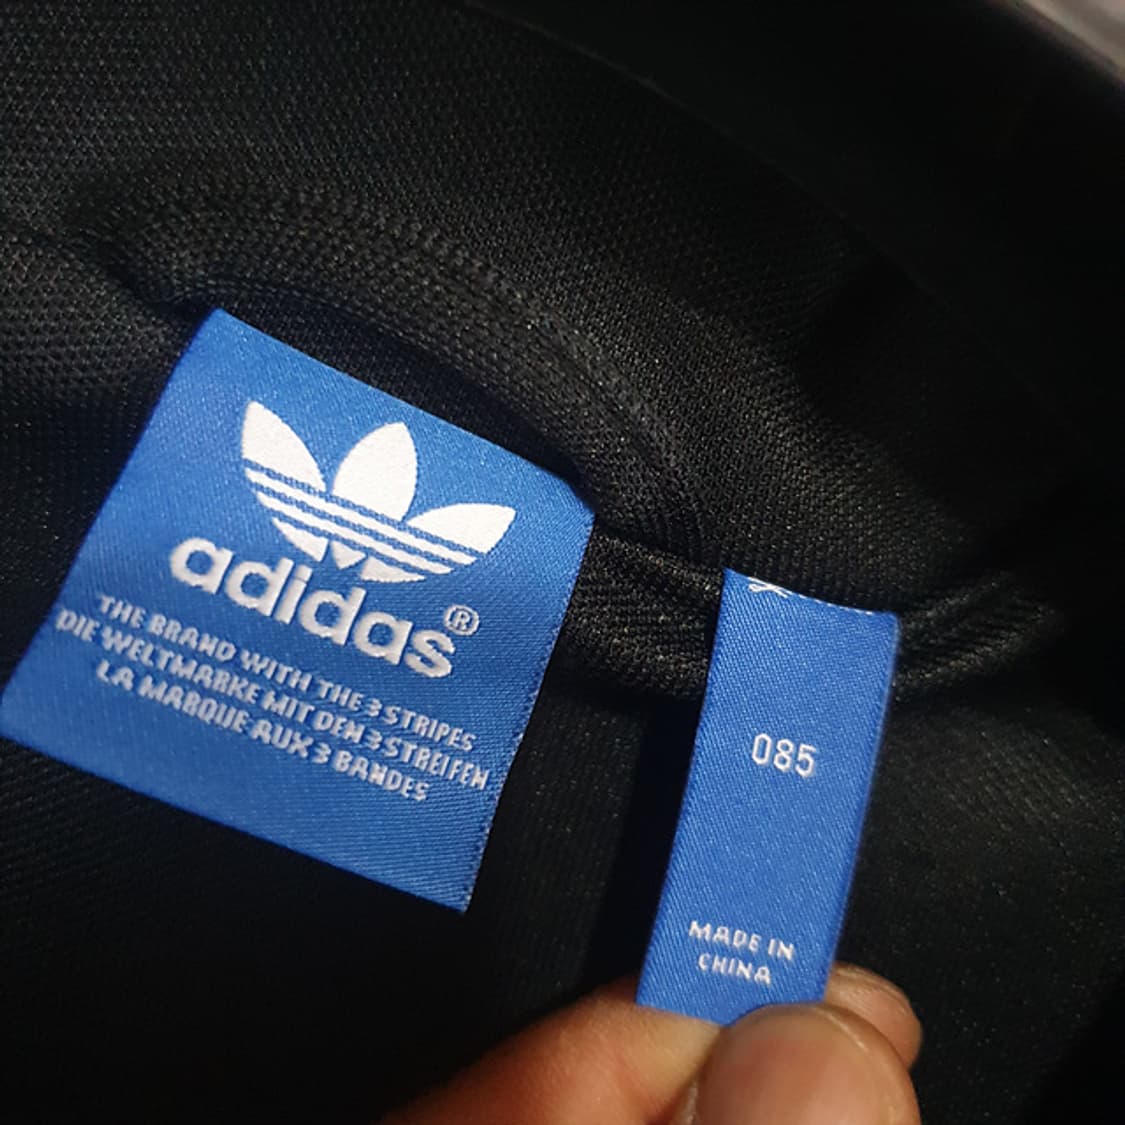 adidas®
THE BRAND WITH THE 3 STRIPES
DIE WELTMARKE MIT DEN 3 STREIFEN
LA MARQUE AUX 3 BANDES
085
MADE IN
CHINA